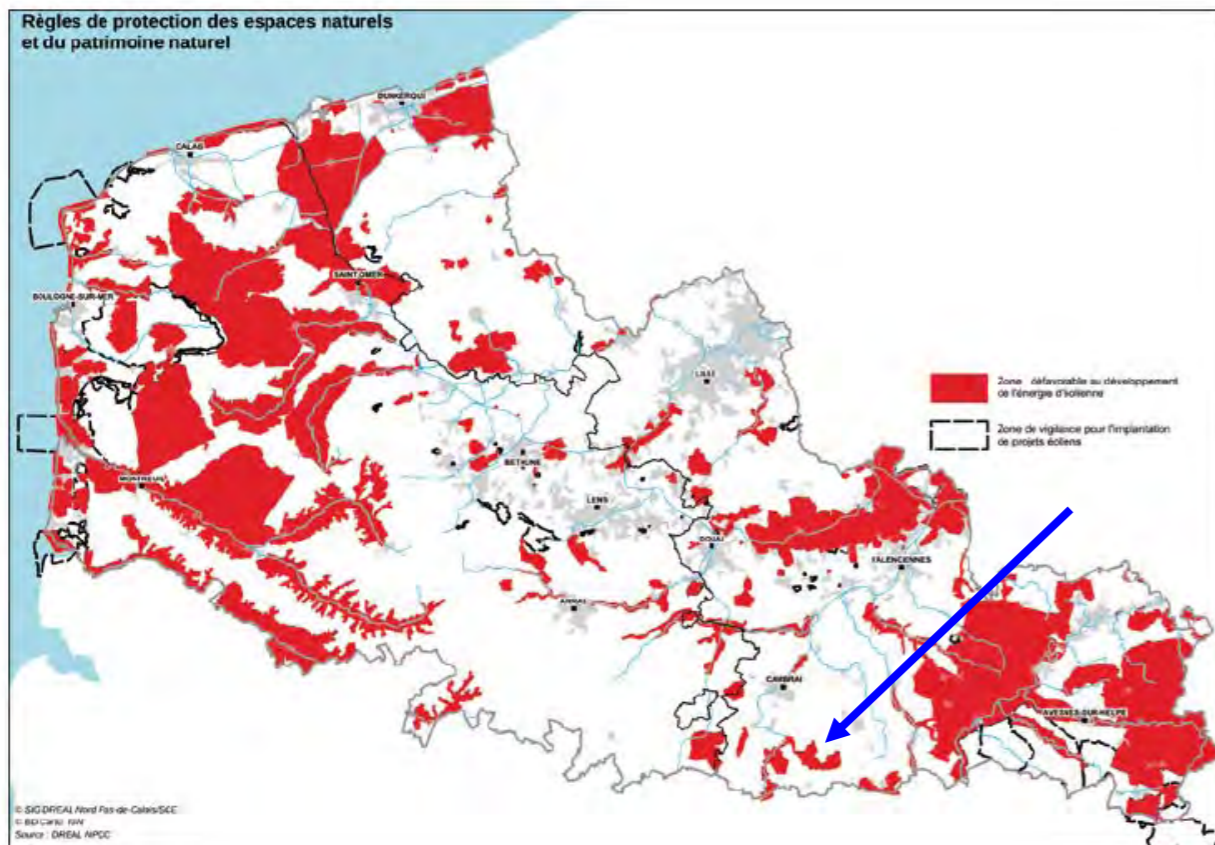 Règles de protection des espaces naturels
et du patrimoine naturel
DUNKERQUE
CALAIS
SAINT OMER
BOULOGNE-SUR-MER
LILLE
Zone défavorable au développement
de l'énergie d'éolienne
Zone de vigilance pour l'implantation
de projets éoliens
BETHUNE
MONTREUIL
LENS
DOUAI
VALENCIENNES
ARRAS
CAMBRAI
AVESNES-SUR-HELPE
© SIG DREAL Nord Pas-de-Calais/SCE
© BD Carto IGN
Source : DREAL NPDC